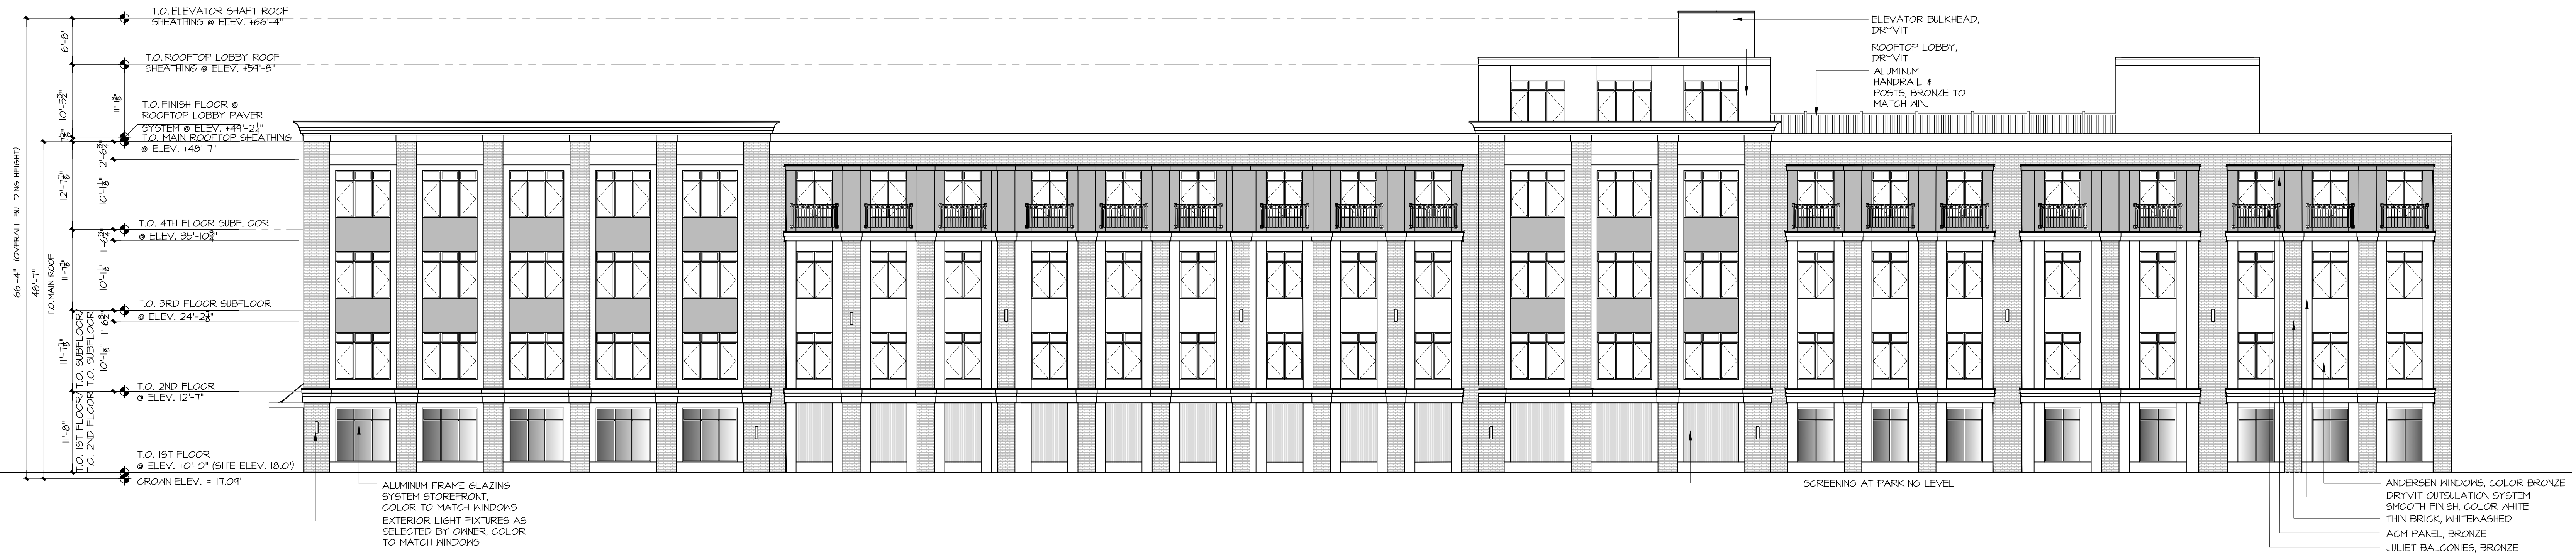 T.O. ELEVATOR SHAFT ROOF
SHEATHING @ ELEV. +66'-4"
T.O. ROOFTOP LOBBY ROOF
SHEATHING @ ELEV. +59'-8"
T.O. FINISH FLOOR @
ROOFTOP LOBBY PAVER
SYSTEM @ ELEV. +49'-2¼"
T.O. MAIN ROOFTOP SHEATHING
@ ELEV. +48'-7"
T.O. 4TH FLOOR SUBFLOOR
@ ELEV. 35'-10¾"
T.O. 3RD FLOOR SUBFLOOR
@ ELEV. 24'-2⅞"
T.O. 2ND FLOOR
@ ELEV. 12'-7"
T.O. 1ST FLOOR
@ ELEV. +0'-0" (SITE ELEV. 18.0')
CROWN ELEV. = 17.09'
66'-4" (OVERALL BUILDING HEIGHT)
48'-7"
T.O. MAIN ROOF
6'-8"
10'-5¾"
12'-7⅞"
11'-7⅞"
11'-7⅞"
11'-8"
2'-6¾"
10'-1⅛"
1'-6¾"
10'-1⅛"
1'-6¾"
10'-1⅛"
T.O. 1ST FLOOR/ T.O. SUBFLOOR/
T.O. 2ND FLOOR T.O. SUBFLOOR
ELEVATOR BULKHEAD,
DRYVIT
ROOFTOP LOBBY,
DRYVIT
ALUMINUM
HANDRAIL &
POSTS, BRONZE TO
MATCH WIN.
ALUMINUM FRAME GLAZING
SYSTEM STOREFRONT,
COLOR TO MATCH WINDOWS
EXTERIOR LIGHT FIXTURES AS
SELECTED BY OWNER, COLOR
TO MATCH WINDOWS
SCREENING AT PARKING LEVEL
ANDERSEN WINDOWS, COLOR BRONZE
DRYVIT OUTSULATION SYSTEM
SMOOTH FINISH, COLOR WHITE
THIN BRICK, WHITEWASHED
ACM PANEL, BRONZE
JULIET BALCONIES, BRONZE